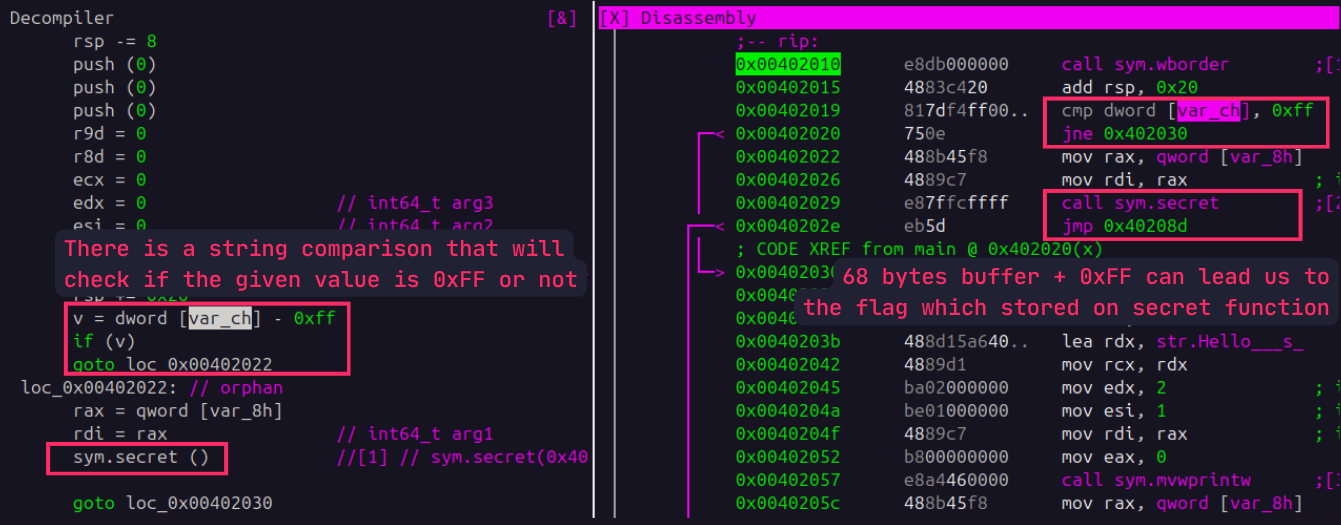 Decompiler [&]
rsp -= 8
push (0)
push (0)
push (0)
r9d = 0
r8d = 0
ecx = 0
edx = 0 // int64_t arg3
esi = 0 // int64_t arg2
There is a string comparison that will
check if the given value is 0xFF or not
rsp += 0x20
v = dword [var_ch] - 0xff
if (v)
goto loc_0x00402022
loc_0x00402022: // orphan
rax = qword [var_8h]
rdi = rax // int64_t arg1
sym.secret () //[1] // sym.secret(0x40
goto loc_0x00402030
[X] Disassembly
;-- rip:
0x00402010 e8db000000 call sym.wborder ;[1
0x00402015 4883c420 add rsp, 0x20
0x00402019 817df4ff00.. cmp dword [var_ch], 0xff
< 0x00402020 750e jne 0x402030
0x00402022 488b45f8 mov rax, qword [var_8h]
0x00402026 4889c7 mov rdi, rax ; i
0x00402029 e87ffcffff call sym.secret ;[2
< 0x0040202e eb5d jmp 0x40208d
; CODE XREF from main @ 0x402020(x)
> 0x00402030
68 bytes buffer + 0xFF can lead us to
the flag which stored on secret function
0x0040203b 488d15a640.. lea rdx, str.Hello___s_
0x00402042 4889d1 mov rcx, rdx
0x00402045 ba02000000 mov edx, 2 ; i
0x0040204a be01000000 mov esi, 1 ; i
0x0040204f 4889c7 mov rdi, rax ; i
0x00402052 b800000000 mov eax, 0
0x00402057 e8a4460000 call sym.mvwprintw ;[3
0x0040205c 488b45f8 mov rax, qword [var_8h]